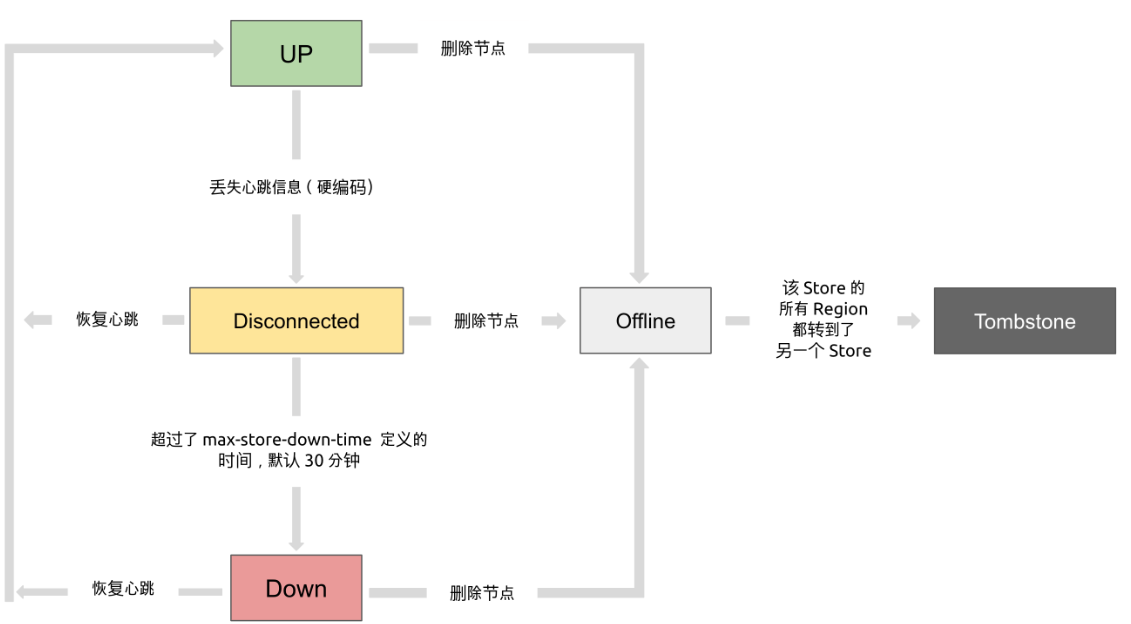 UP
删除节点
丢失心跳信息（硬编码）
恢复心跳
Disconnected
删除节点
Offline
该 Store 的
所有 Region
都转到了
另一个 Store
Tombstone
超过了 max-store-down-time 定义的
时间，默认 30 分钟
恢复心跳
Down
删除节点